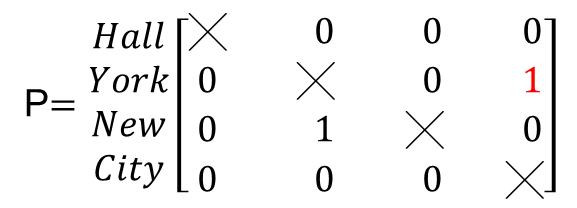 Hall × 0 0 0
York 0 × 0 1
P= New 0 1 × 0
City 0 0 0 ×